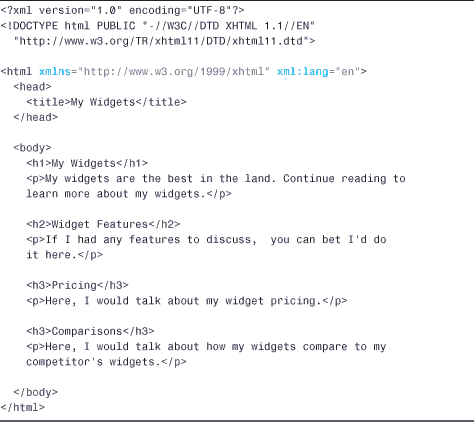 <?xml version="1.0" encoding="UTF-8"?>
<!DOCTYPE html PUBLIC "-//W3C//DTD XHTML 1.1//EN"
"http://www.w3.org/TR/xhtml11/DTD/xhtml11.dtd">
<html xmlns="http://www.w3.org/1999/xhtml" xml:lang="en">
<head>
<title>My Widgets</title>
</head>
<body>
<h1>My Widgets</h1>
<p>My widgets are the best in the land. Continue reading to
learn more about my widgets.</p>
<h2>Widget Features</h2>
<p>If I had any features to discuss, you can bet I'd do
it here.</p>
<h3>Pricing</h3>
<p>Here, I would talk about my widget pricing.</p>
<h3>Comparisons</h3>
<p>Here, I would talk about how my widgets compare to my
competitor's widgets.</p>
</body>
</html>